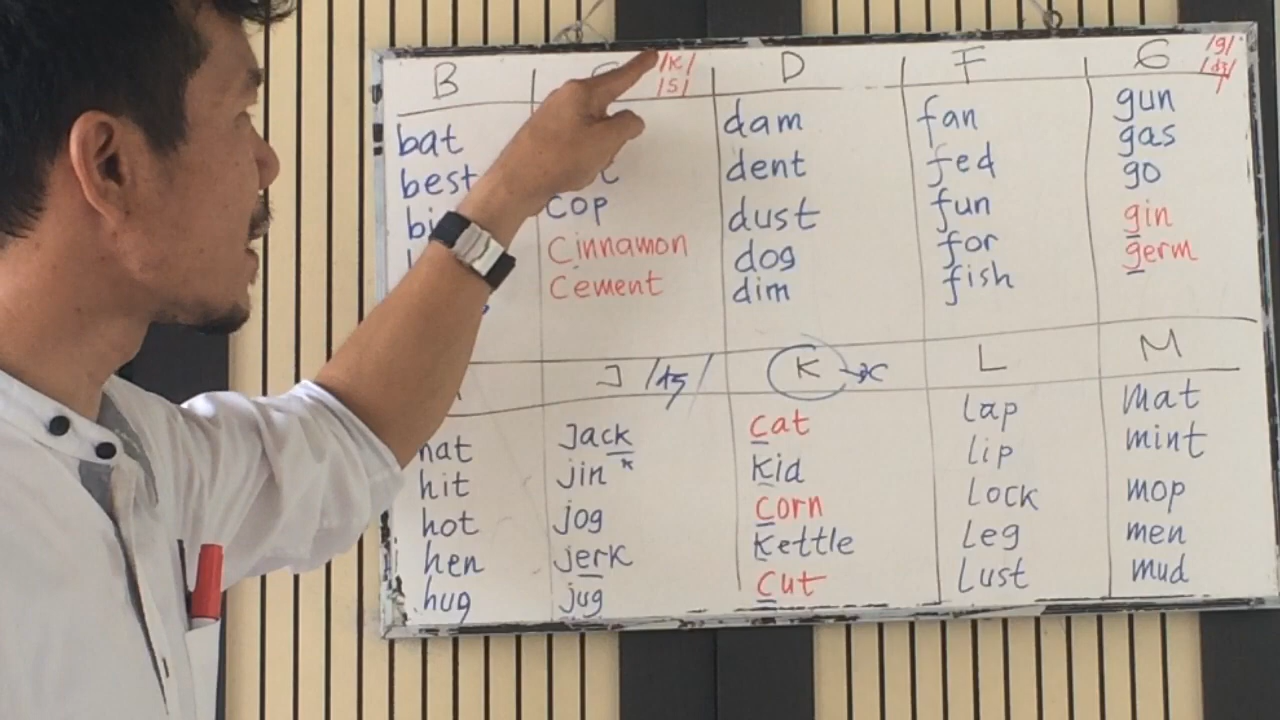 B /k/ D F G /g/
/s/ /dʒ/
bat dam fan gun
best dent fed gas
cop dust fun go
Cinnamon dog for gin
Cement dim fish germ
J /dʒ/ K L M
hat Jack cat Lap Mat
hit jin kid Lip mint
hot jog corn Lock mop
hen jerk kettle Leg men
hug jug cut Lust mud